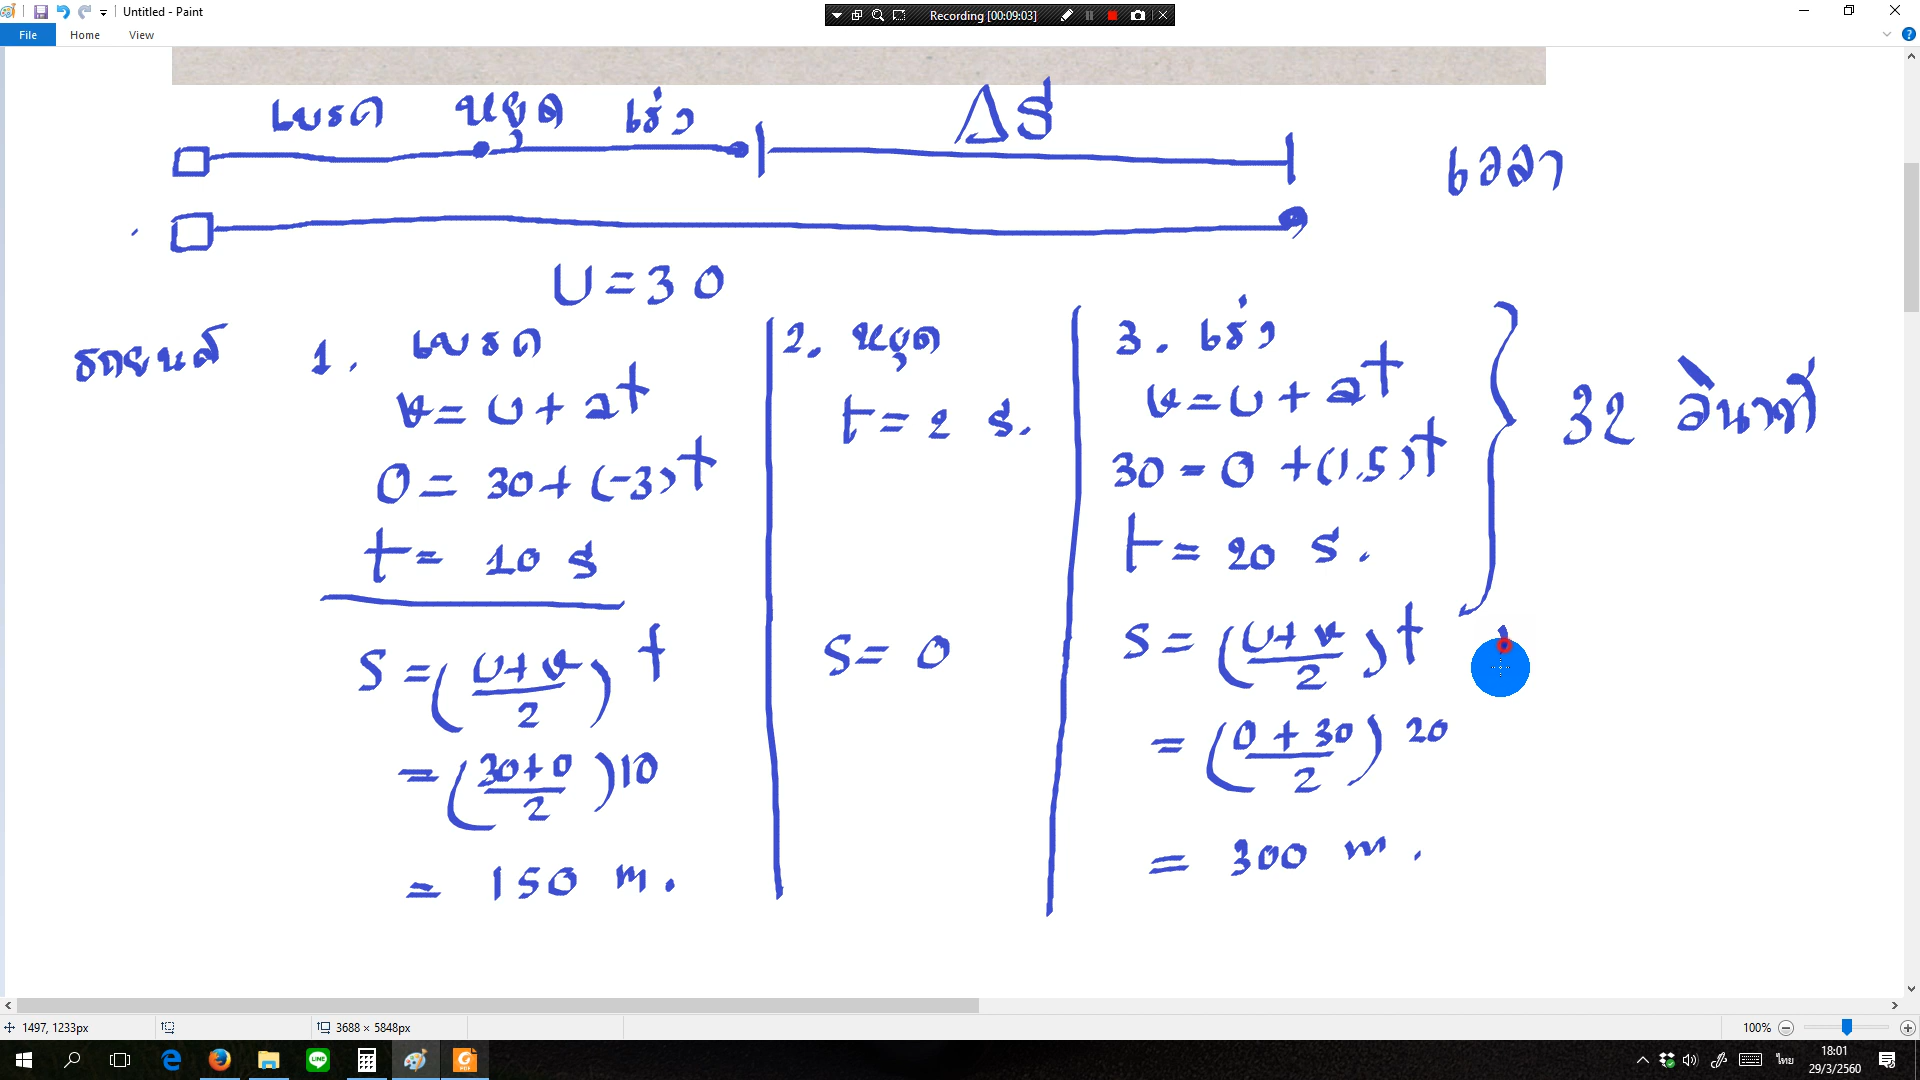 Untitled - Paint
Recording [00:09:03]
File Home View
เบรค หยุด เร่ง ΔS
เวลา
U = 30
รถยนต์ 1. เบรค
v = u + at
0 = 30 + (-3)t
t = 10 s
S = (u+v/2) t
= (30+0/2) 10
= 150 m.
2. หยุด
t = 2 s.
S = 0
3. เร่ง
v = u + at
30 = 0 + (1.5)t
t = 20 s.
S = (u+v/2) t
= (0+30/2) 20
= 300 m.
32 วินาที
1497, 1233px
3688 × 5848px
100%
LINE
PDF
ไทย
18:01
29/3/2560